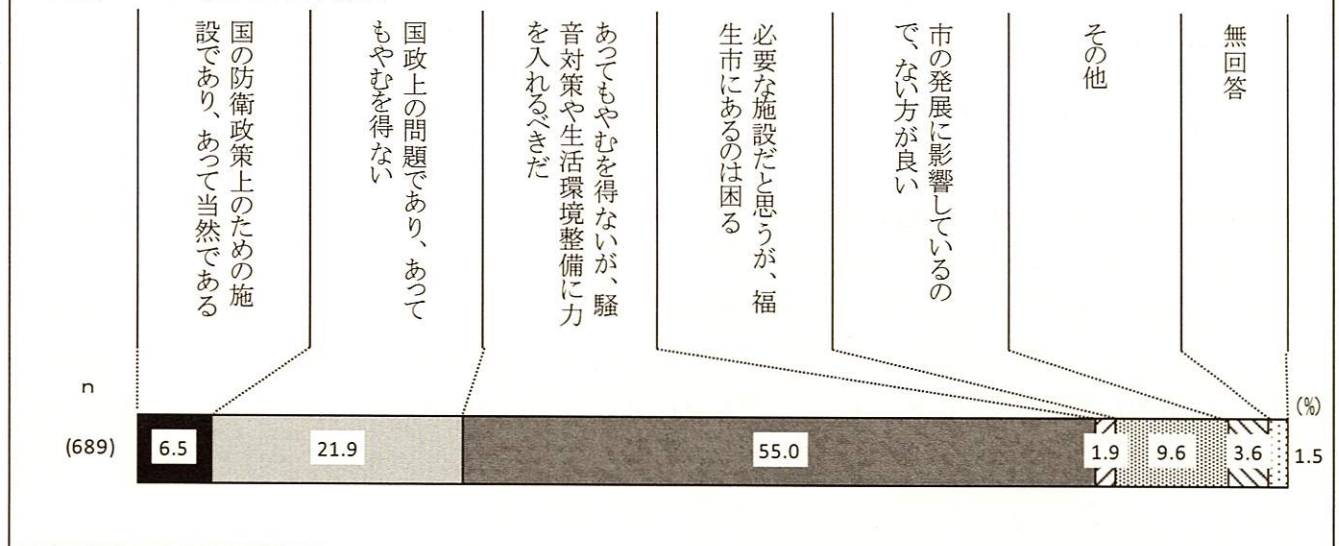 国の防衛政策上のための施
設であり、あって当然である
国政上の問題であり、あって
もやむを得ない
あってもやむを得ないが、騒
音対策や生活環境整備に力
を入れるべきだ
必要な施設だと思うが、福
生市にあるのは困る
市の発展に影響しているの
で、ない方が良い
その他
無回答
n
(%)
(689)
6.5
21.9
55.0
1.9
9.6
3.6
1.5